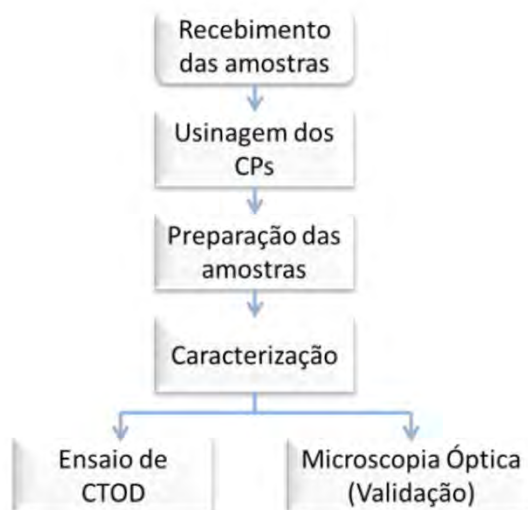 Recebimento
das amostras
Usinagem dos
CPs
Preparação das
amostras
Caracterização
Ensaio de
CTOD
Microscopia Óptica
(Validação)